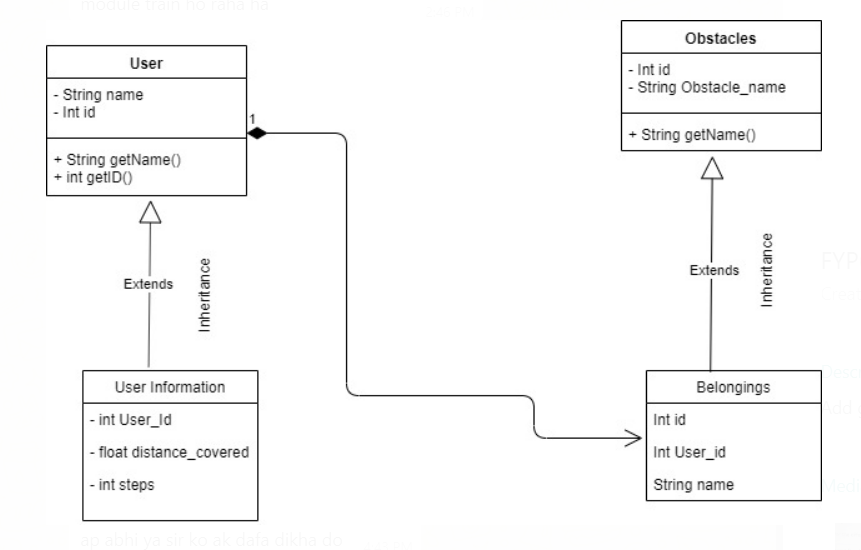 module train ho raha ha
User
- String name
- Int id
+ String getName()
+ int getID()
1
Obstacles
- Int id
- String Obstacle_name
+ String getName()
Extends
Inheritance
Extends
Inheritance
User Information
- int User_Id
- float distance_covered
- int steps
Belongings
Int id
Int User_id
String name
FYP
ap abhi ya sir ko ak dafa dikha do